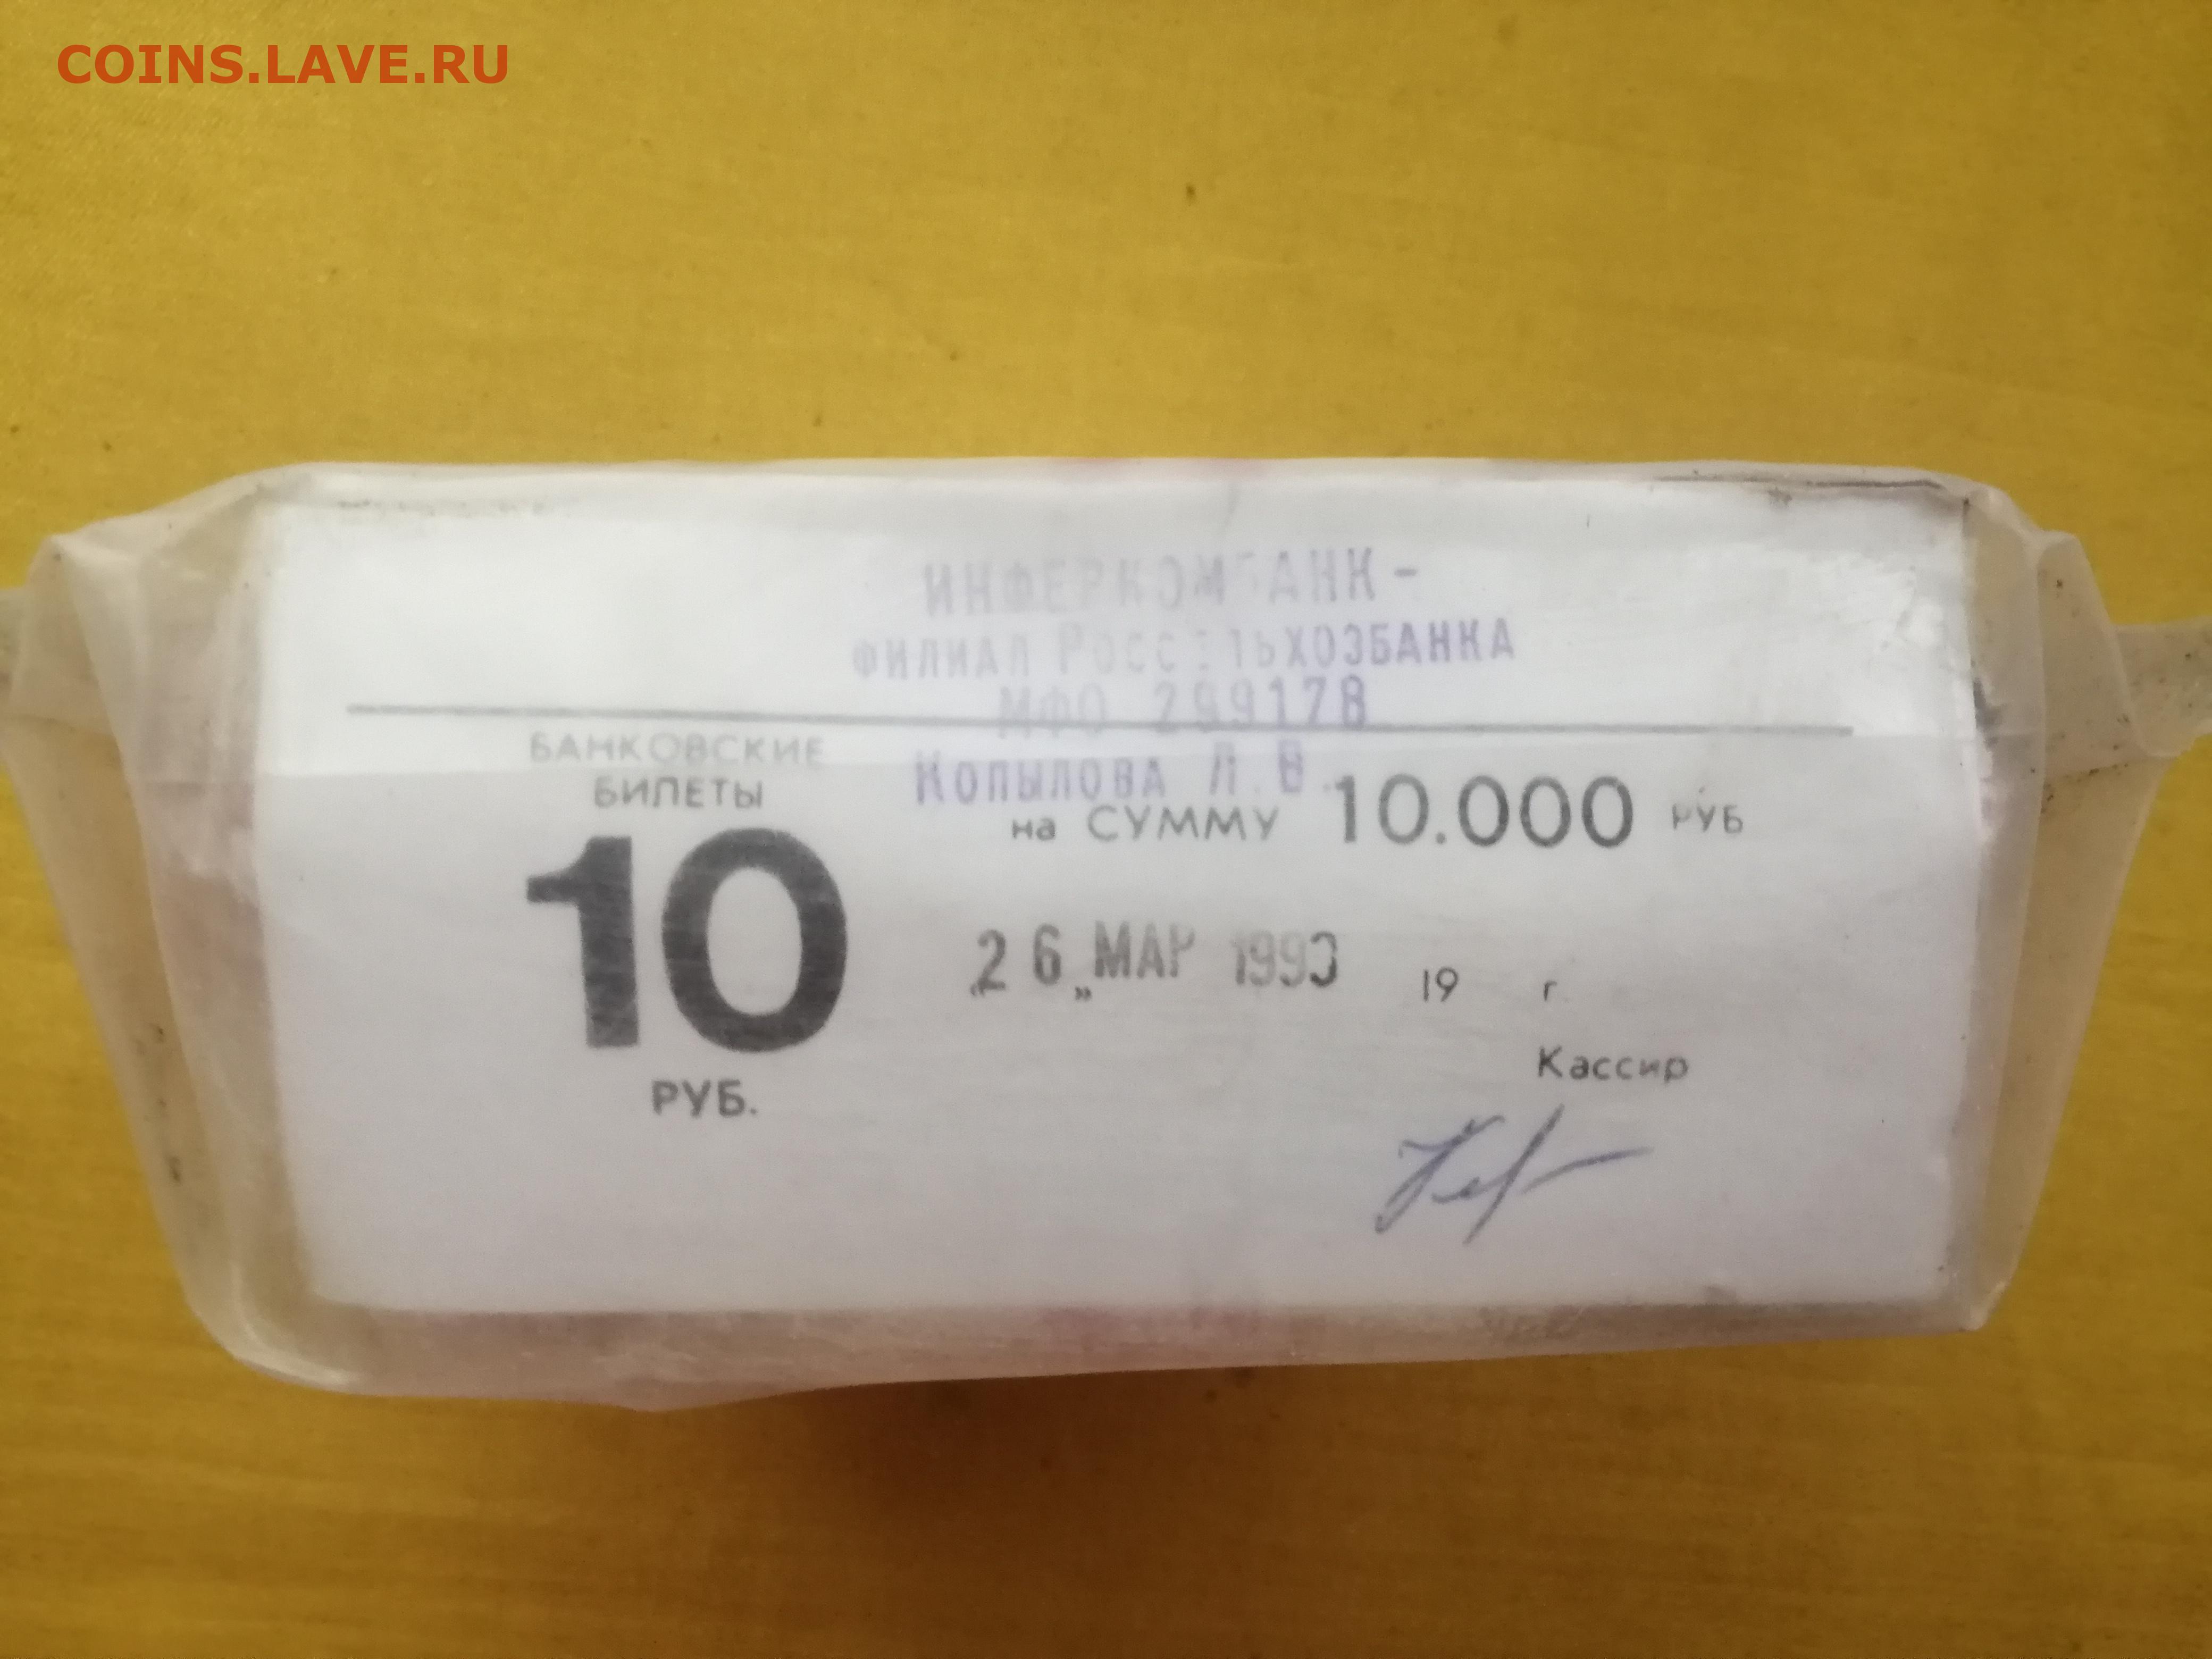 COINS.LAVE.RU
ИНФЕРКОМБАНК-
ФИЛИАЛ РОССЕЛЬХОЗБАНКА
МФО 299178
КОПЫЛОВА Л.В.
БАНКОВСКИЕ
БИЛЕТЫ
10
РУБ.
на СУММУ 10.000 РУБ
„26" МАР 1993 19 г.
Кассир